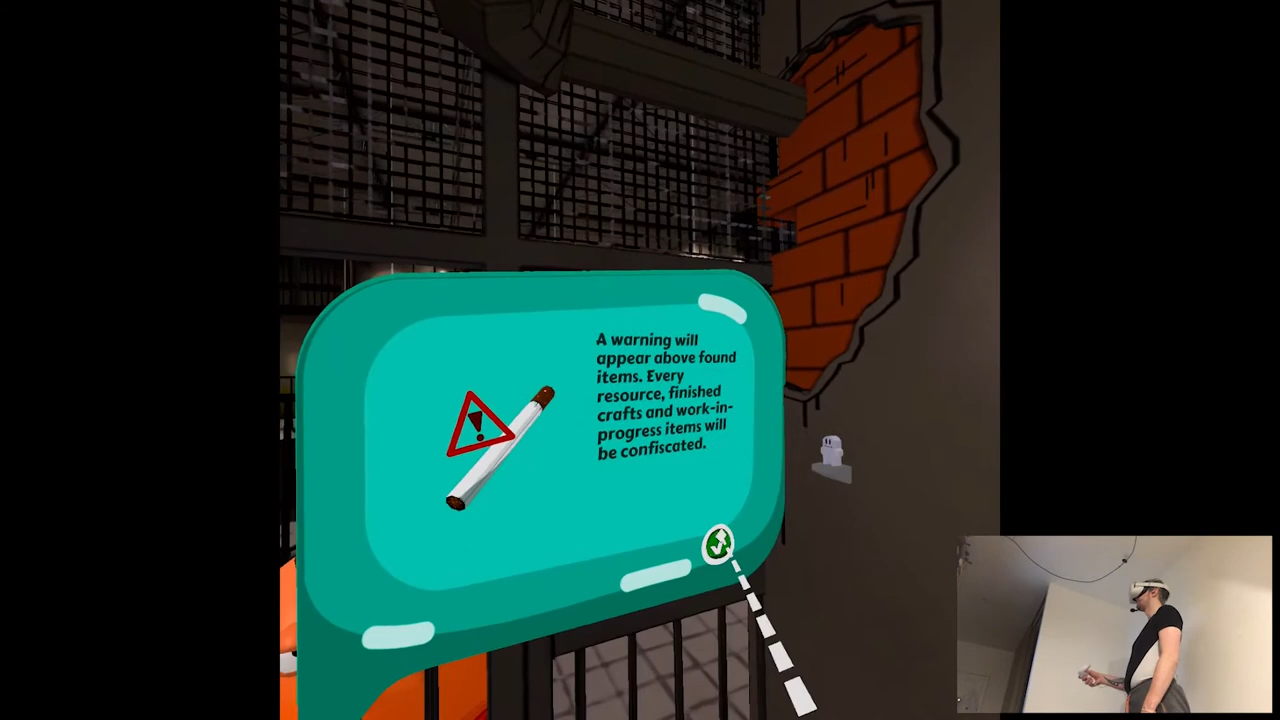 A warning will
appear above found
items. Every
resource, finished
crafts and work-in-
progress items will
be confiscated.